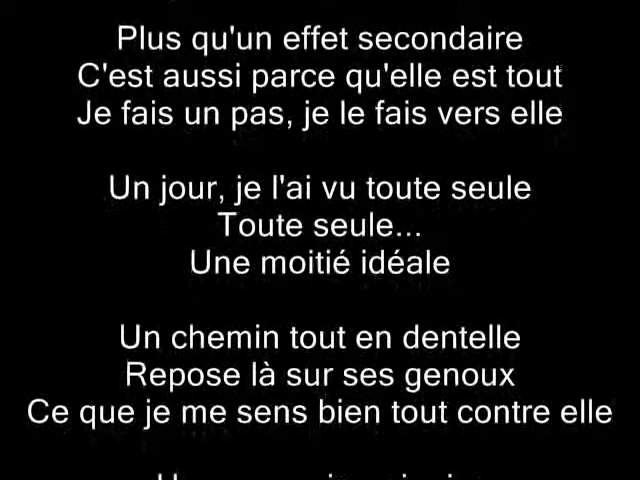 Plus qu'un effet secondaire
C'est aussi parce qu'elle est tout
Je fais un pas, je le fais vers elle
Un jour, je l'ai vu toute seule
Toute seule...
Une moitié idéale
Un chemin tout en dentelle
Repose là sur ses genoux
Ce que je me sens bien tout contre elle